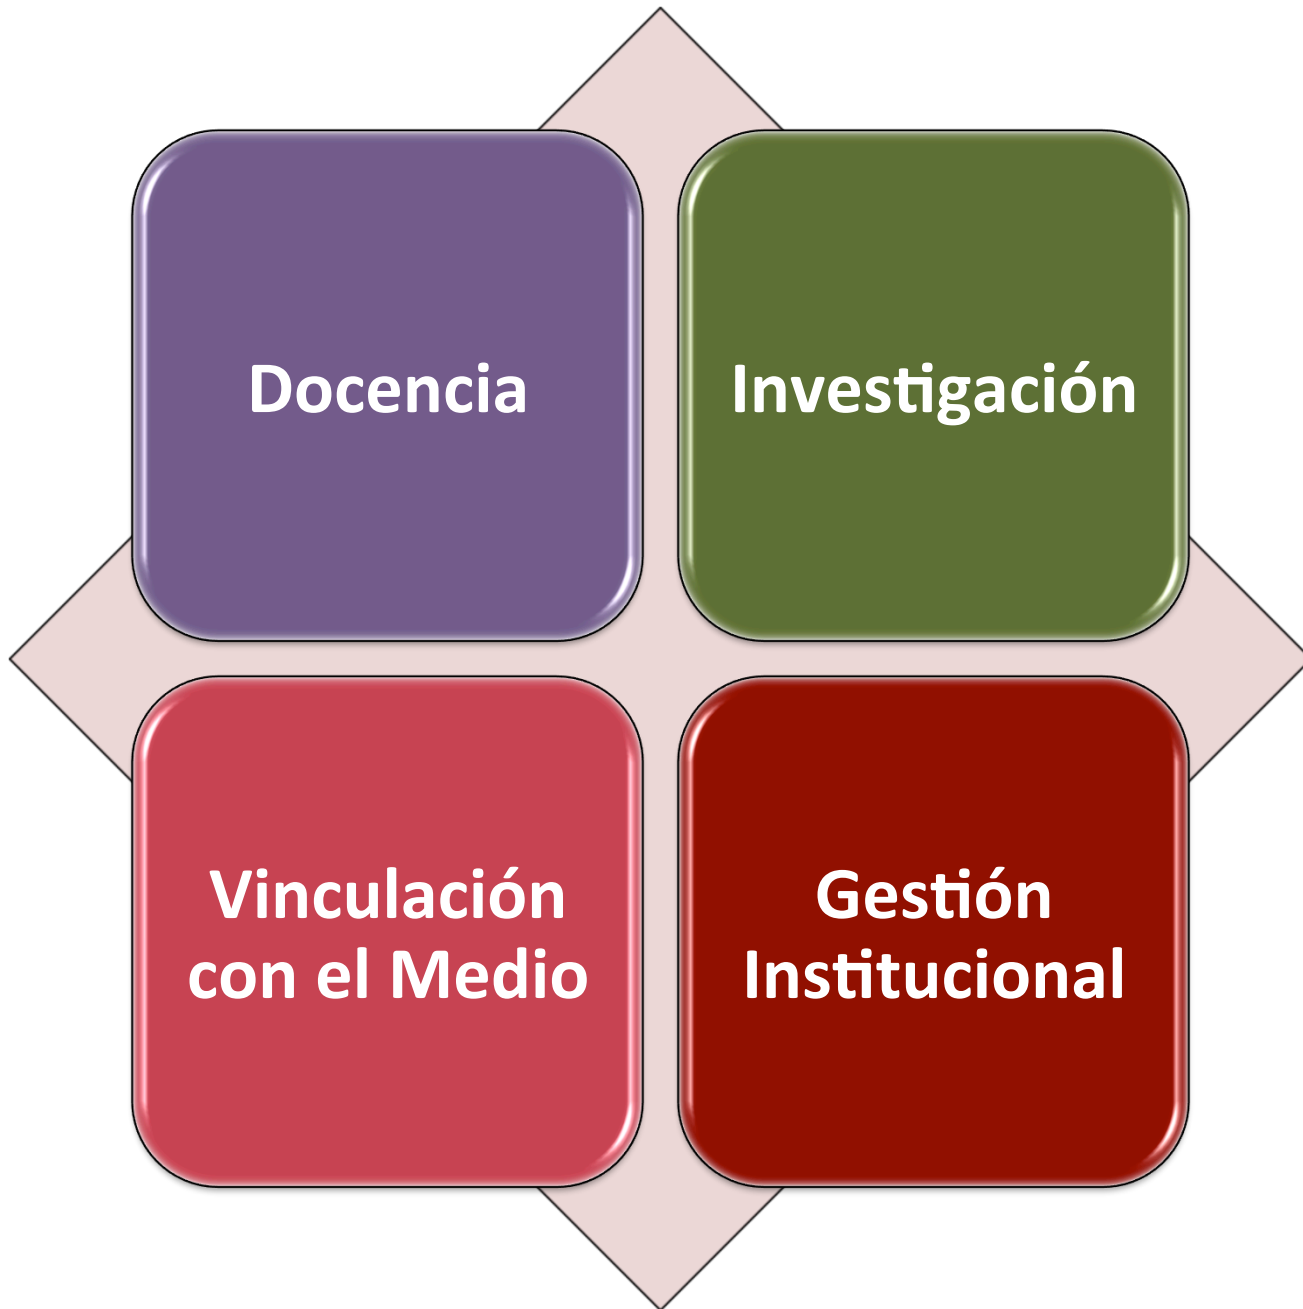 Docencia
Investigación
Vinculación
con el Medio
Gestión
Institucional